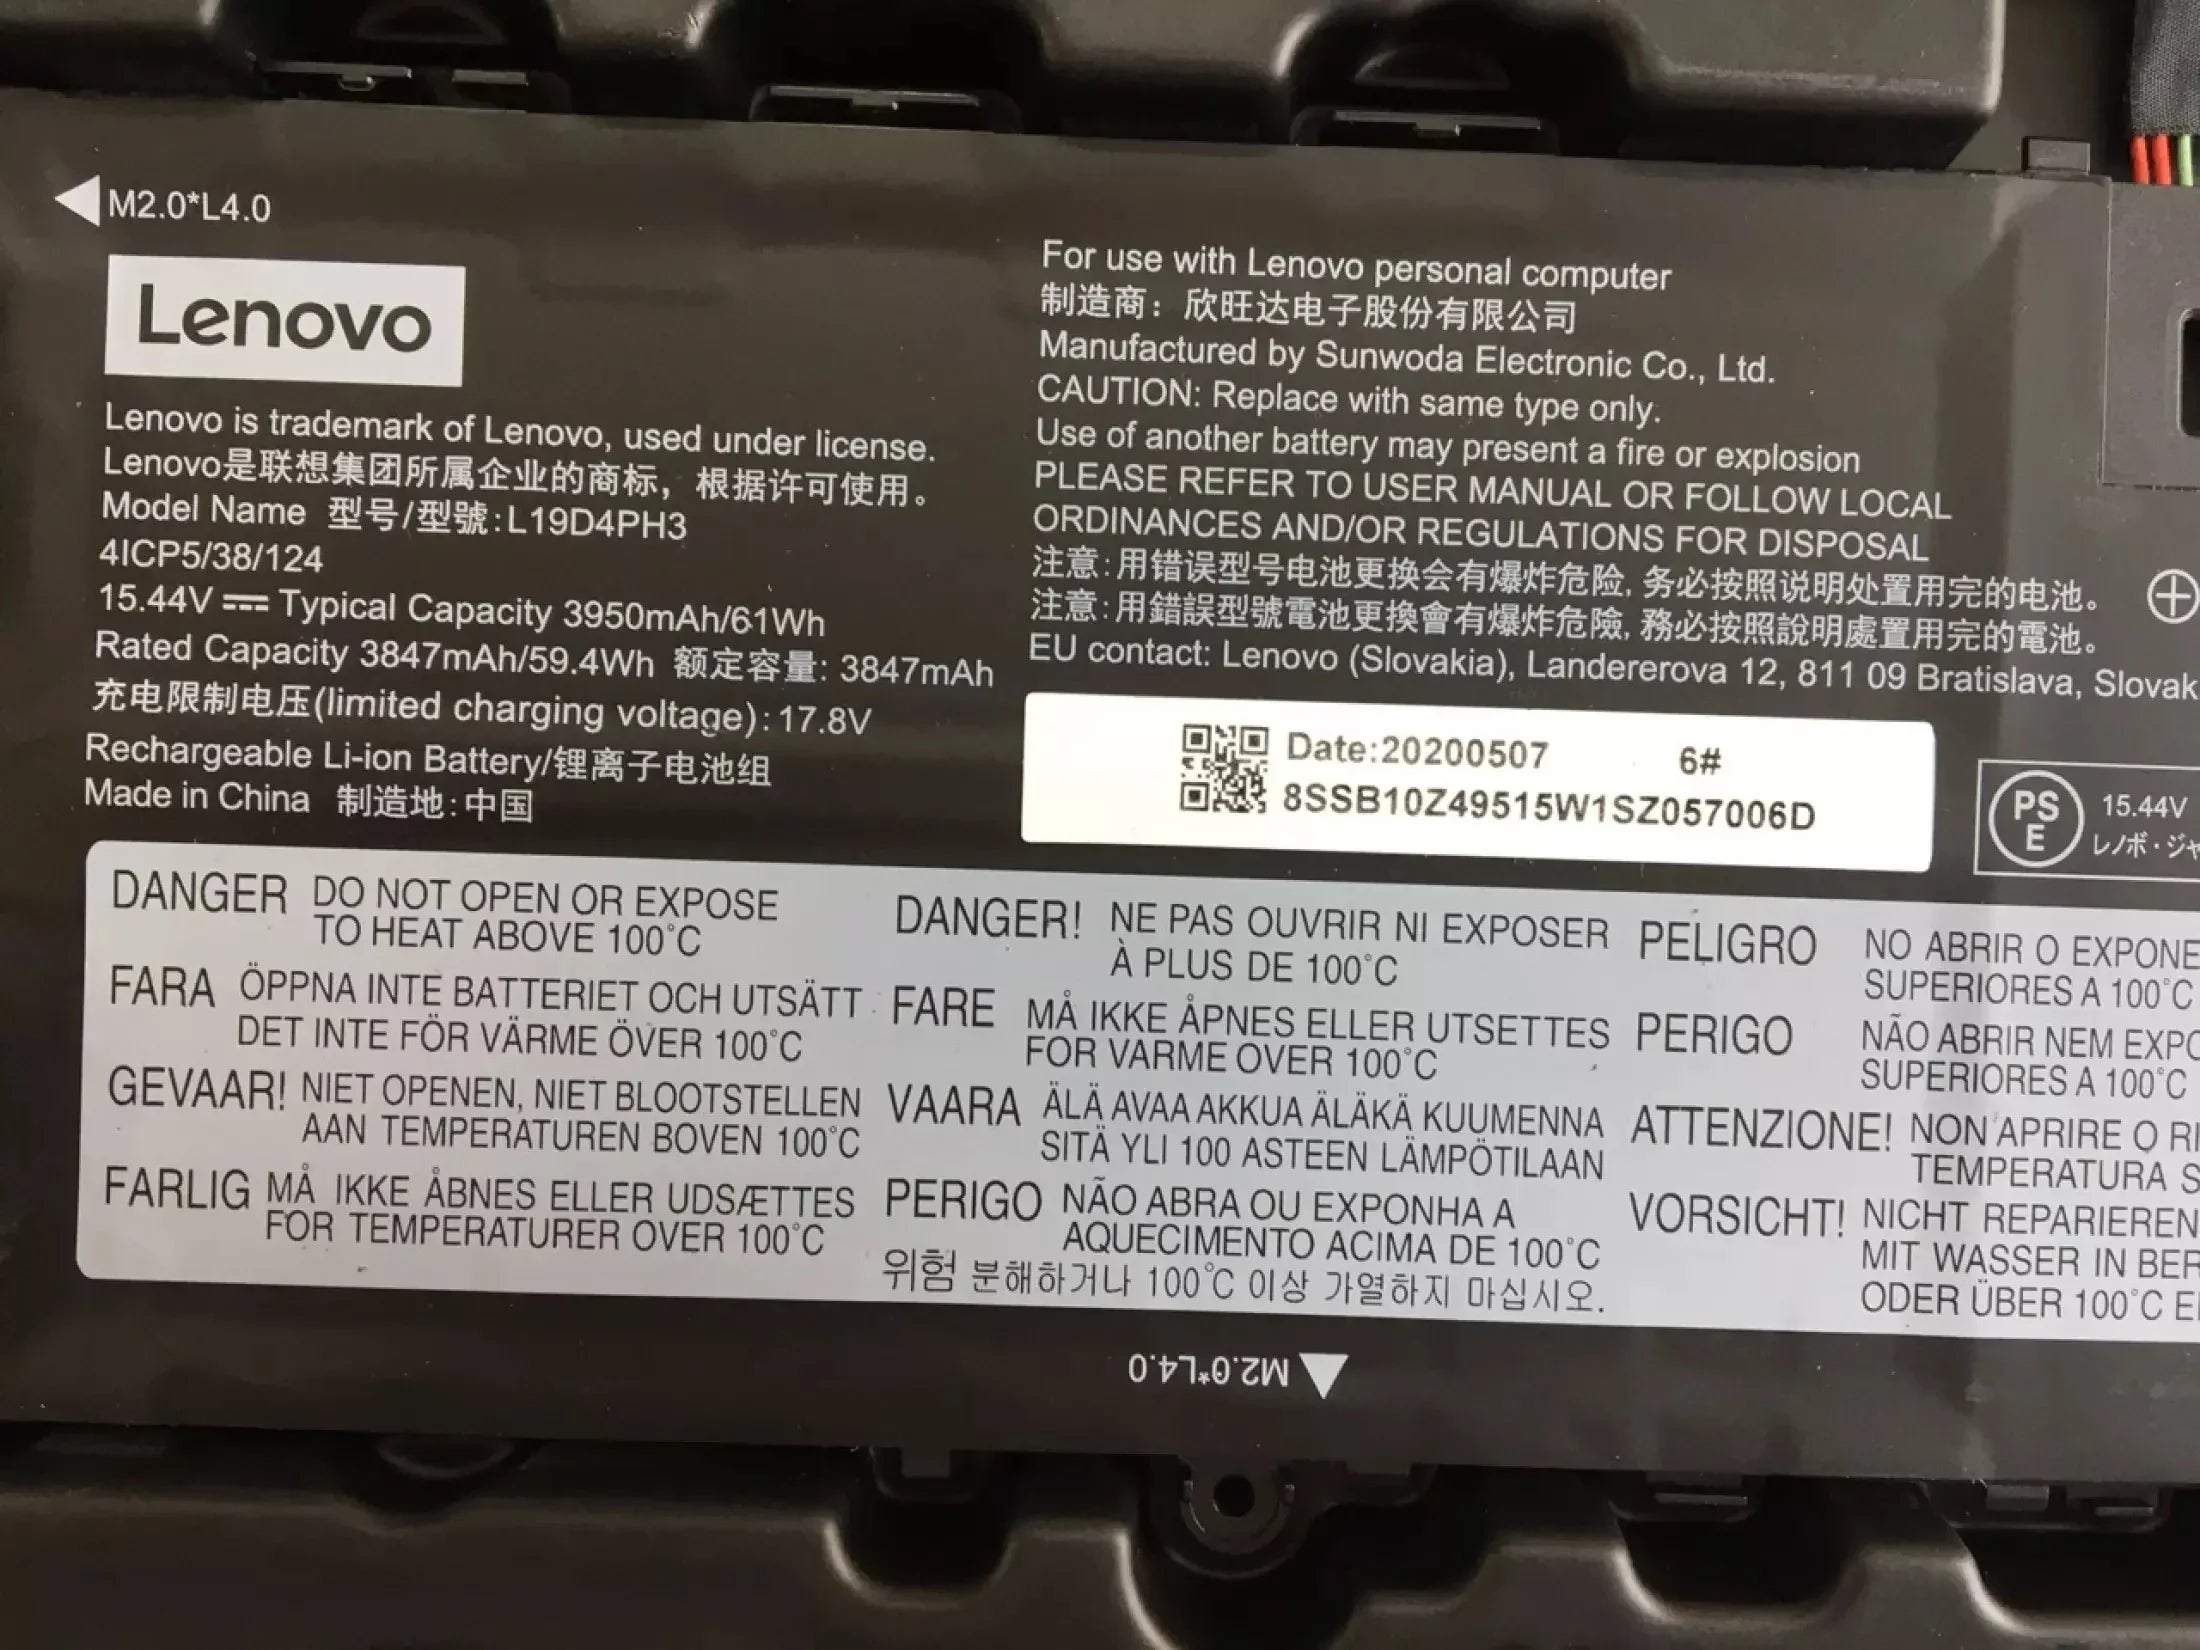 M2.0*L4.0
Lenovo
Lenovo is trademark of Lenovo, used under license.
Lenovo是联想集团所属企业的商标，根据许可使用。
Model Name 型号/型號:L19D4PH3
4ICP5/38/124
15.44V ⎓ Typical Capacity 3950mAh/61Wh
Rated Capacity 3847mAh/59.4Wh 额定容量: 3847mAh
充电限制电压(limited charging voltage):17.8V
Rechargeable Li-ion Battery/锂离子电池组
Made in China 制造地:中国
For use with Lenovo personal computer
制造商：欣旺达电子股份有限公司
Manufactured by Sunwoda Electronic Co., Ltd.
CAUTION: Replace with same type only.
Use of another battery may present a fire or explosion
PLEASE REFER TO USER MANUAL OR FOLLOW LOCAL
ORDINANCES AND/OR REGULATIONS FOR DISPOSAL
注意:用错误型号电池更换会有爆炸危险,务必按照说明处置用完的电池。
注意:用錯誤型號電池更換會有爆炸危險,務必按照說明處置用完的電池。
EU contact: Lenovo (Slovakia), Landererova 12, 811 09 Bratislava, Slovak
Date:20200507 6#
8SSB10Z49515W1SZ057006D
PS
E
15.44V
レノボ・ジャ
DANGER DO NOT OPEN OR EXPOSE
TO HEAT ABOVE 100°C
FARA ÖPPNA INTE BATTERIET OCH UTSÄTT
DET INTE FÖR VÄRME ÖVER 100°C
GEVAAR! NIET OPENEN, NIET BLOOTSTELLEN
AAN TEMPERATUREN BOVEN 100°C
FARLIG MÅ IKKE ÅBNES ELLER UDSÆTTES
FOR TEMPERATURER OVER 100°C
DANGER! NE PAS OUVRIR NI EXPOSER
À PLUS DE 100°C
FARE MÅ IKKE ÅPNES ELLER UTSETTES
FOR VARME OVER 100°C
VAARA ÄLÄ AVAA AKKUA ÄLÄKÄ KUUMENNA
SITÄ YLI 100 ASTEEN LÄMPÖTILAAN
PERIGO NÃO ABRA OU EXPONHA A
AQUECIMENTO ACIMA DE 100°C
위험 분해하거나 100°C 이상 가열하지 마십시오.
PELIGRO NO ABRIR O EXPONE
SUPERIORES A 100°C
PERIGO NÃO ABRIR NEM EXPO
SUPERIORES A 100°C
ATTENZIONE! NON APRIRE O RI
TEMPERATURA S
VORSICHT! NICHT REPARIEREN
MIT WASSER IN BER
ODER ÜBER 100°C E
M2.0*L4.0